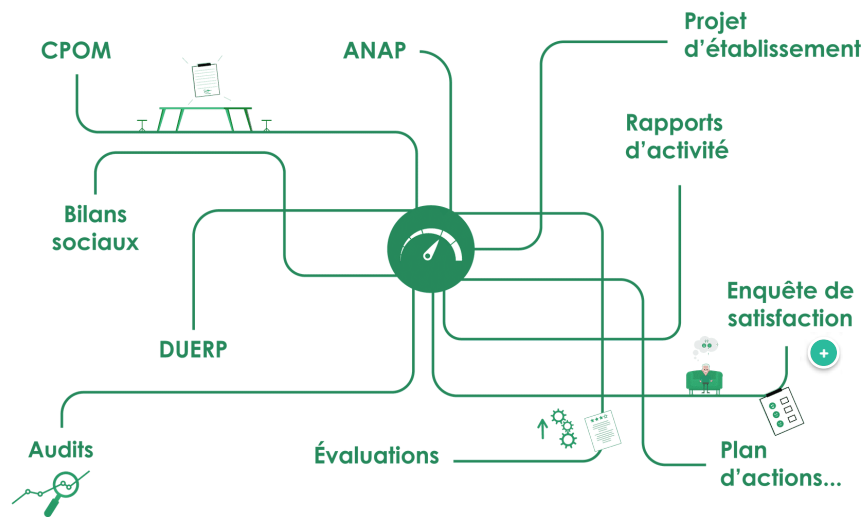 CPOM
ANAP
Projet
d'établissement
Rapports
d'activité
Bilans
sociaux
Enquête de
satisfaction
DUERP
Audits
Évaluations
Plan
d'actions...